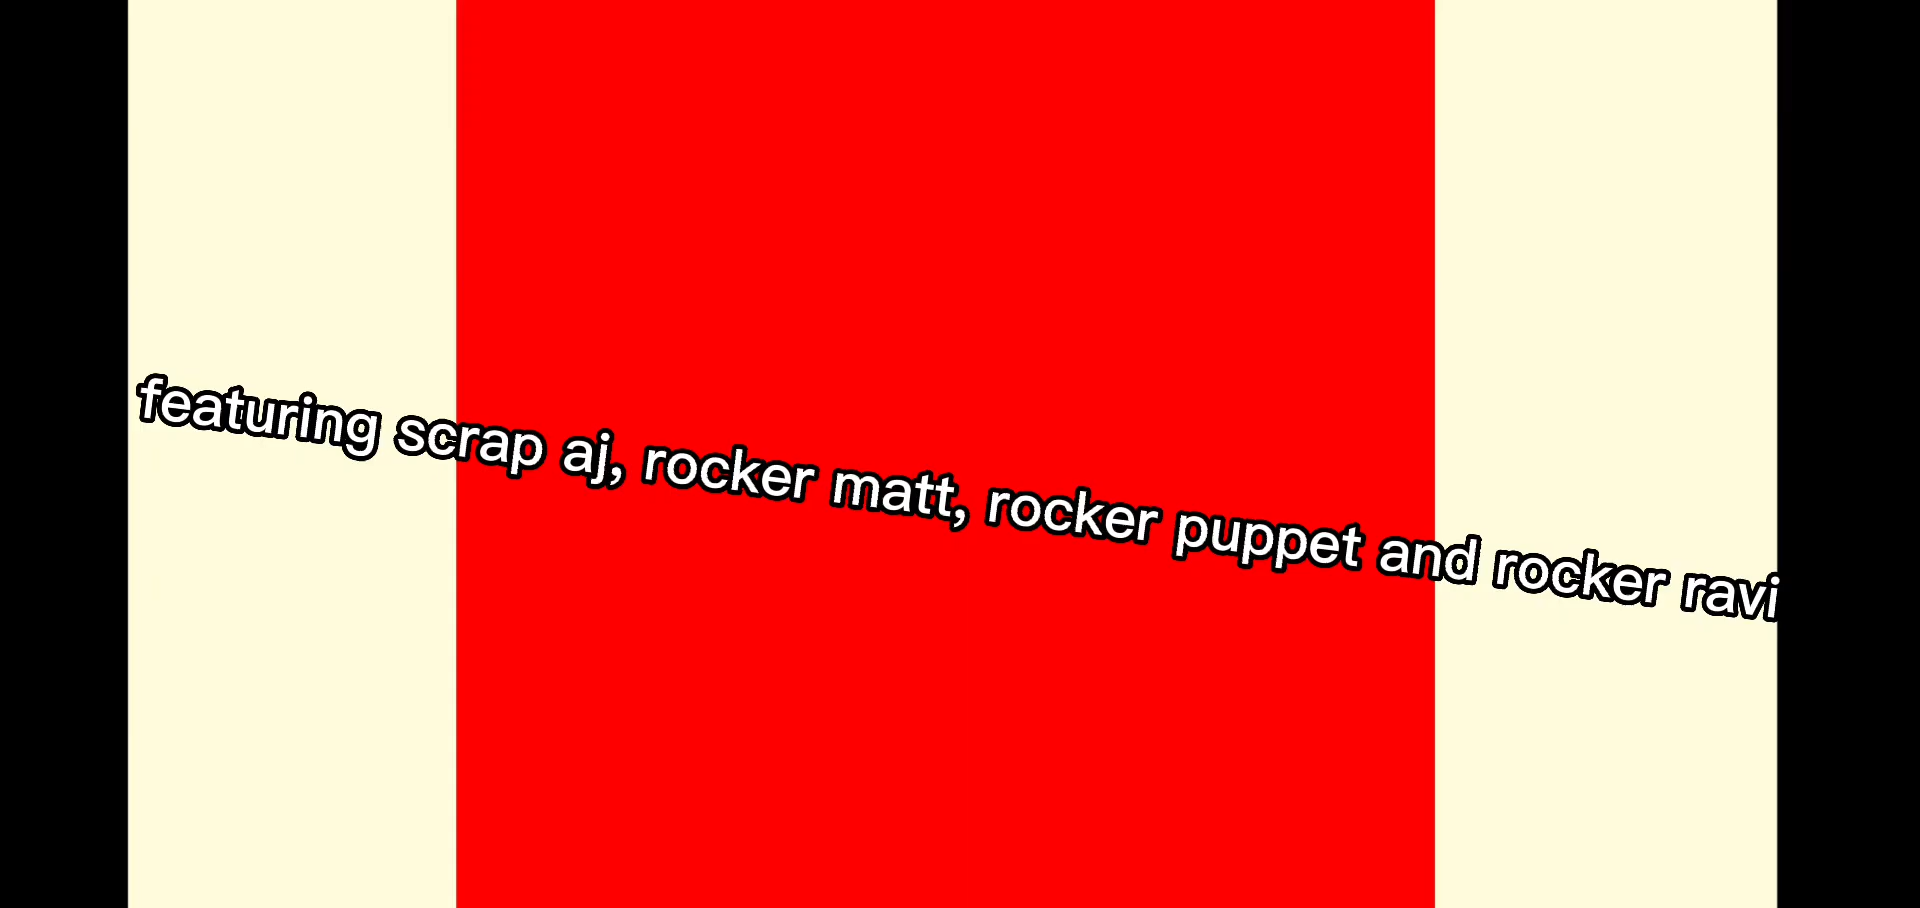 featuring scrap aj, rocker matt, rocker puppet and rocker ravi